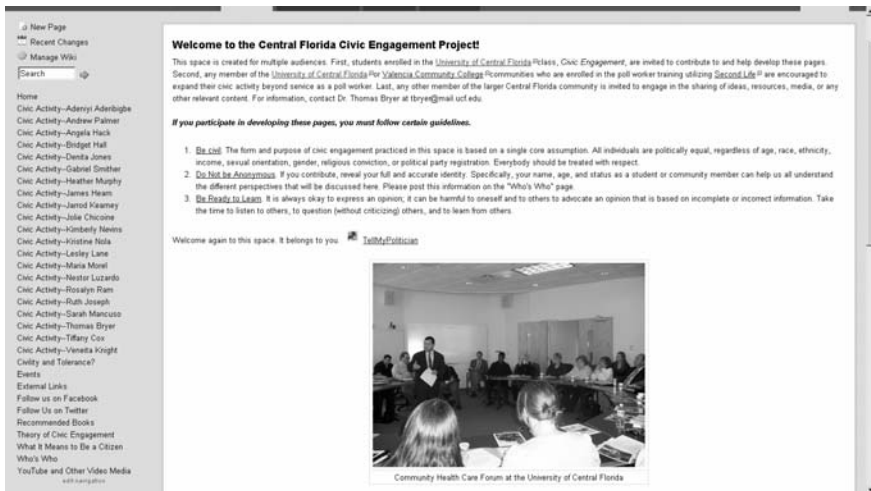 New Page
Recent Changes
Manage Wiki
Search
Home
Civic Activity--Adeniyi Aderibigbe
Civic Activity--Andrew Palmer
Civic Activity--Angela Hack
Civic Activity--Bridget Hall
Civic Activity--Denita Jones
Civic Activity--Gabriel Smither
Civic Activity--Heather Murphy
Civic Activity--James Hearn
Civic Activity--Jarrod Kearney
Civic Activity--Jolie Chicoine
Civic Activity--Kimberly Nevins
Civic Activity--Kristine Nola
Civic Activity--Lesley Lane
Civic Activity--Maria Morel
Civic Activity--Nestor Luzardo
Civic Activity--Rosalyn Ram
Civic Activity--Ruth Joseph
Civic Activity--Sarah Mancuso
Civic Activity--Thomas Bryer
Civic Activity--Tiffany Cox
Civic Activity--Veneita Knight
Civility and Tolerance?
Events
External Links
Follow us on Facebook
Follow Us on Twitter
Recommended Books
Theory of Civic Engagement
What It Means to Be a Citizen
Who's Who
YouTube and Other Video Media
edit navigation
Welcome to the Central Florida Civic Engagement Project!
This space is created for multiple audiences. First, students enrolled in the University of Central Florida class, Civic Engagement, are invited to contribute to and help develop these pages.
Second, any member of the University of Central Florida or Valencia Community College communities who are enrolled in the poll worker training utilizing Second Life are encouraged to
expand their civic activity beyond service as a poll worker. Last, any other member of the larger Central Florida community is invited to engage in the sharing of ideas, resources, media, or any
other relevant content. For information, contact Dr. Thomas Bryer at tbryer@mail.ucf.edu.
If you participate in developing these pages, you must follow certain guidelines.
1. Be civil. The form and purpose of civic engagement practiced in this space is based on a single core assumption. All individuals are politically equal, regardless of age, race, ethnicity,
income, sexual orientation, gender, religious conviction, or political party registration. Everybody should be treated with respect.
2. Do Not be Anonymous. If you contribute, reveal your full and accurate identity. Specifically, your name, age, and status as a student or community member can help us all understand
the different perspectives that will be discussed here. Please post this information on the "Who's Who" page.
3. Be Ready to Learn. It is always okay to express an opinion; it can be harmful to oneself and to others to advocate an opinion that is based on incomplete or incorrect information. Take
the time to listen to others, to question (without criticizing) others, and to learn from others.
Welcome again to this space. It belongs to you. TellMyPolitician
Community Health Care Forum at the University of Central Florida